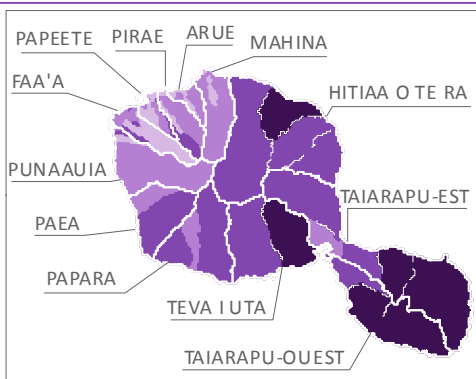 PAPEETE
PIRAE
ARUE
MAHINA
FAA'A
HITIAA O TE RA
PUNAAUIA
TAIARAPU-EST
PAEA
PAPARA
TEVA I UTA
TAIARAPU-OUEST